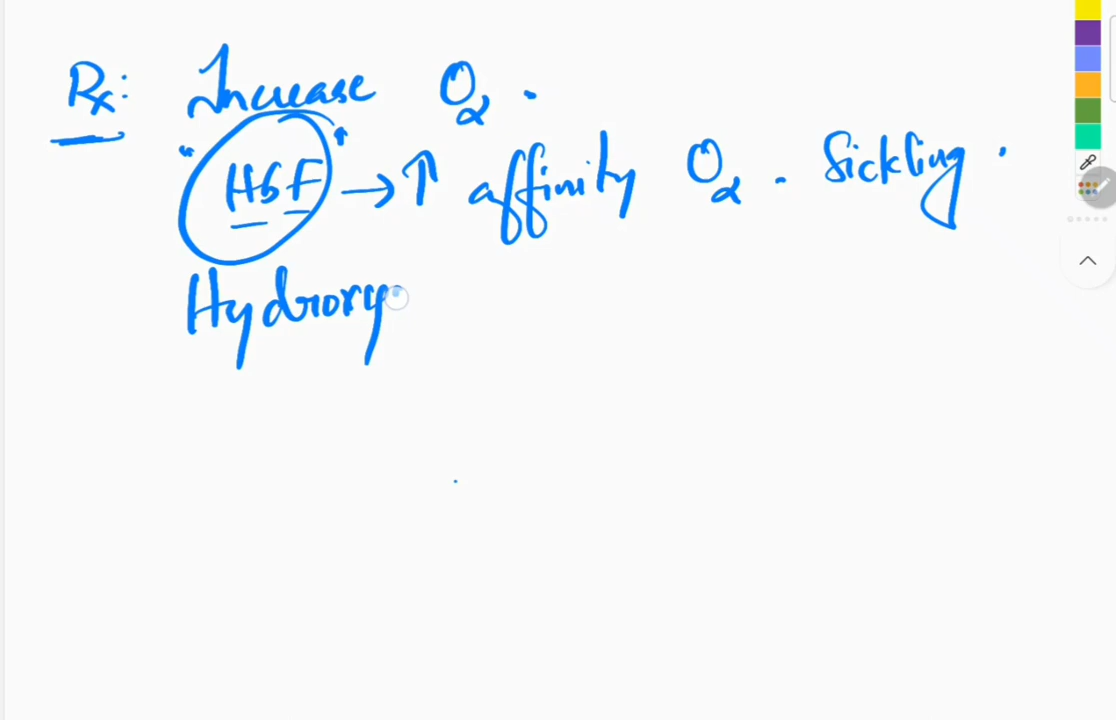 Rx: Increase O2.
"HbF" → ↑ affinity O2. Sickling.
Hydroxy